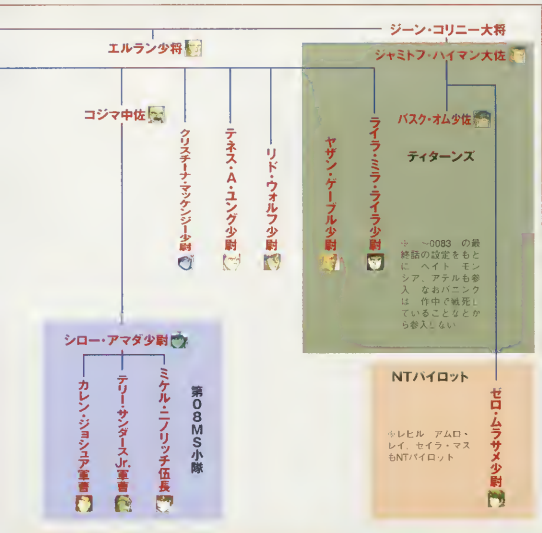 ジーン・コリニー大将
エルラン少将
ジャミトフ・ハイマン大佐
コジマ中佐
バスク・オム少佐
ティターンズ
クリスチーナ・マッケンジー少尉
テネス・A・ユング少尉
リド・ウォルフ少尉
ヤザン・ゲーブル少尉
ライラ・ミラ・ライラ少尉
※ ～0083 の最
終話の設定をもと
に ヘイト モン
シア、アデルも参
入 なおバニング
は 作中で戦死し
ていることなどか
ら参入しない
シロー・アマダ少尉
カレン・ジョシュア軍曹
テリー・サンダースJr.軍曹
ミケル・ニノリッチ伍長
第08MS小隊
NTパイロット
※レビル アムロ・
レイ、セイラ・マス
もNTパイロット
ゼロ・ムラサメ少尉